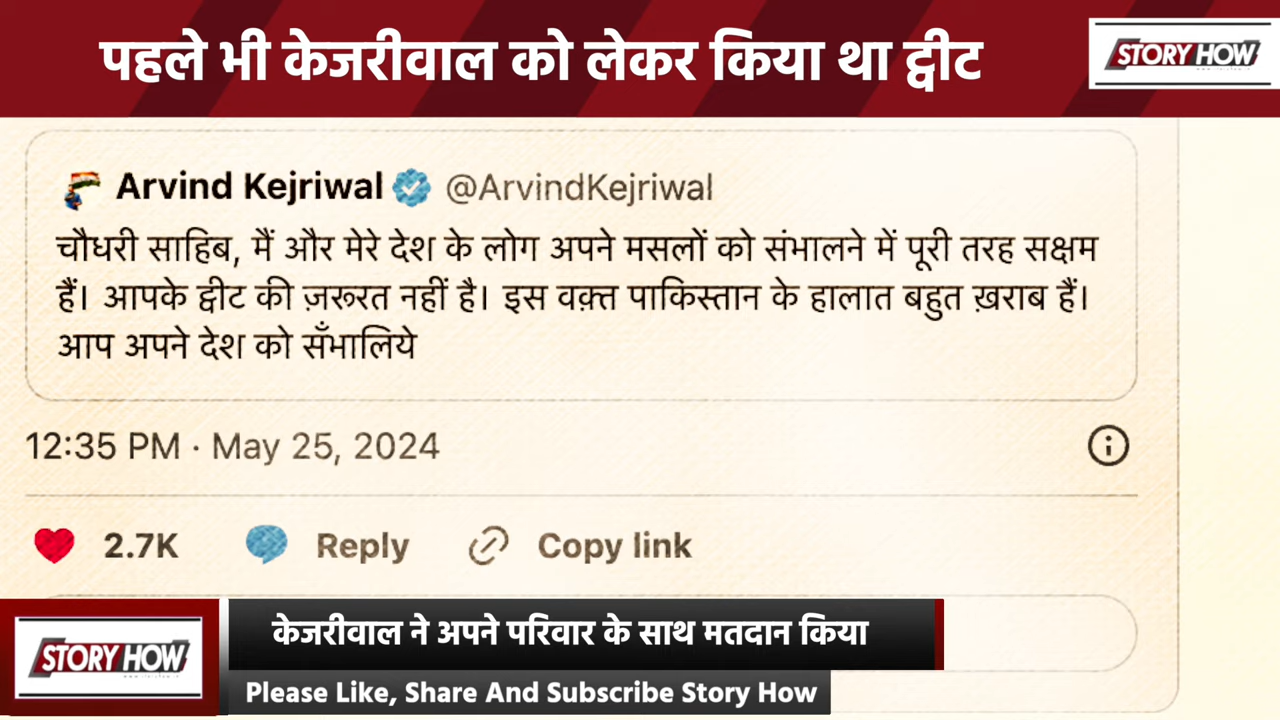 पहले भी केजरीवाल को लेकर किया था ट्वीट
STORY HOW
Arvind Kejriwal @ArvindKejriwal
चौधरी साहिब, मैं और मेरे देश के लोग अपने मसलों को संभालने में पूरी तरह सक्षम
हैं। आपके ट्वीट की ज़रूरत नहीं है। इस वक़्त पाकिस्तान के हालात बहुत ख़राब हैं।
आप अपने देश को सँभालिये
12:35 PM · May 25, 2024
2.7K Reply Copy link
STORY HOW
केजरीवाल ने अपने परिवार के साथ मतदान किया
Please Like, Share And Subscribe Story How